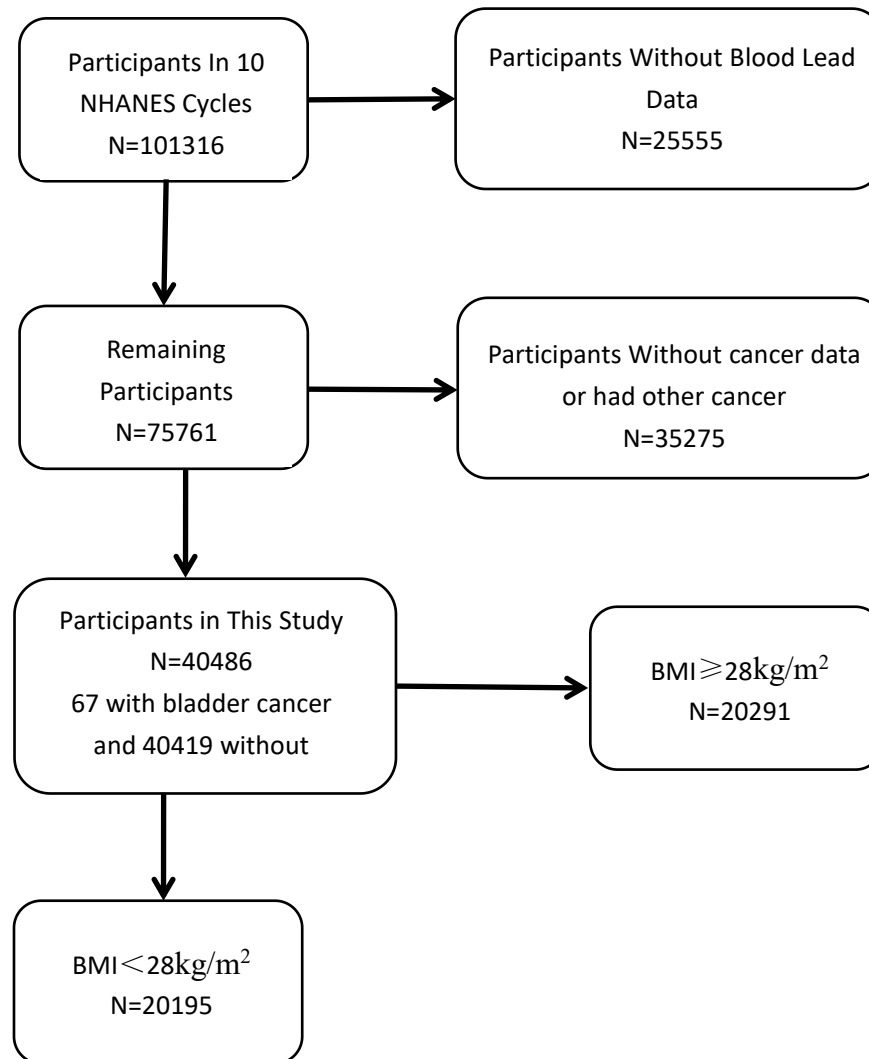 Participants In 10
NHANES Cycles
N=101316
Participants Without Blood Lead
Data
N=25555
Remaining
Participants
N=75761
Participants Without cancer data
or had other cancer
N=35275
Participants in This Study
N=40486
67 with bladder cancer
and 40419 without
BMI≥28kg/m²
N=20291
BMI<28kg/m²
N=20195